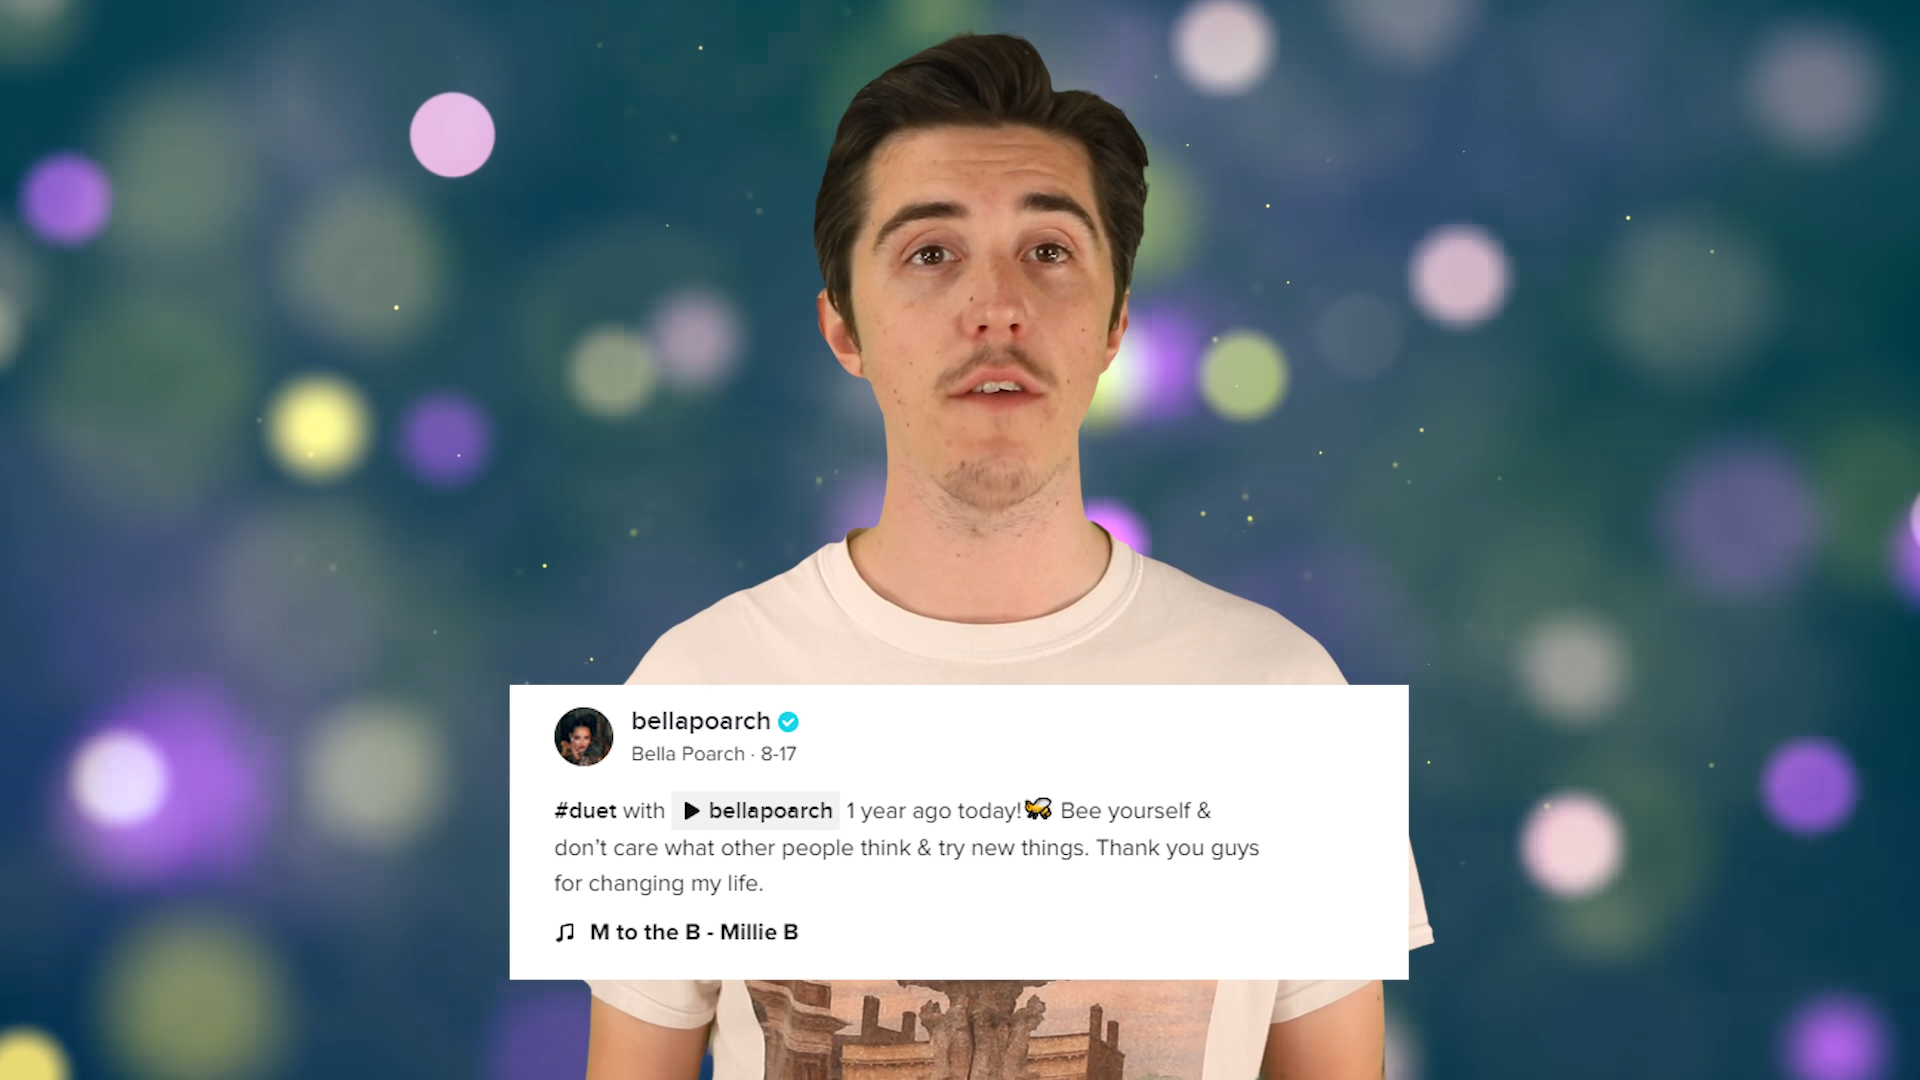 bellapoarch
Bella Poarch · 8-17
#duet with ▶ bellapoarch 1 year ago today!🐝 Bee yourself &
don't care what other people think & try new things. Thank you guys
for changing my life.
♫ M to the B - Millie B